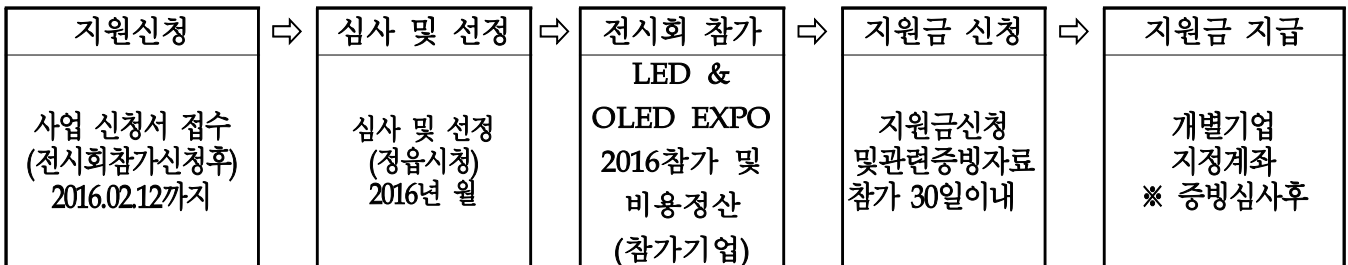 지원신청
⇨
심사 및 선정
⇨
전시회 참가
⇨
지원금 신청
⇨
지원금 지급
사업 신청서 접수
(전시회참가신청후)
2016.02.12까지
심사 및 선정
(정읍시청)
2016년 월
LED &
OLED EXPO
2016참가 및
비용정산
(참가기업)
지원금신청
및관련증빙자료
참가 30일이내
개별기업
지정계좌
※ 증빙심사후